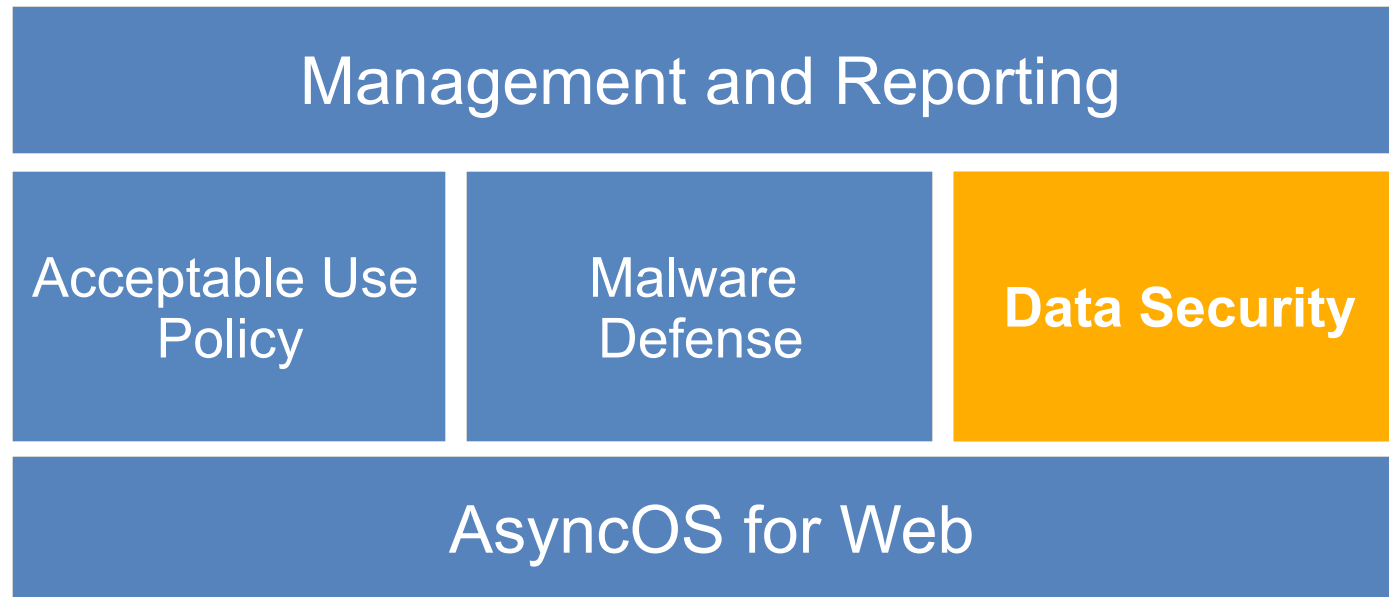 Management and Reporting
Acceptable Use
Policy
Malware
Defense
Data Security
AsyncOS for Web